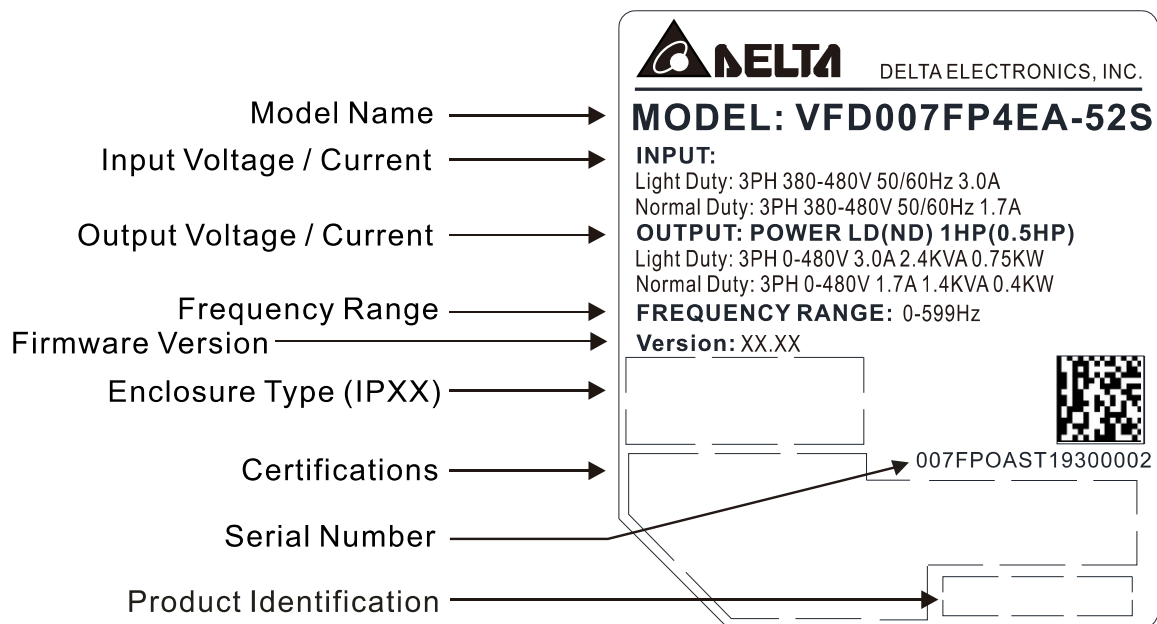 DELTA
DELTA ELECTRONICS, INC.
Model Name
MODEL: VFD007FP4EA-52S
Input Voltage / Current
INPUT:
Light Duty: 3PH 380-480V 50/60Hz 3.0A
Normal Duty: 3PH 380-480V 50/60Hz 1.7A
Output Voltage / Current
OUTPUT: POWER LD(ND) 1HP(0.5HP)
Light Duty: 3PH 0-480V 3.0A 2.4KVA 0.75KW
Normal Duty: 3PH 0-480V 1.7A 1.4KVA 0.4KW
Frequency Range
FREQUENCY RANGE: 0-599Hz
Firmware Version
Version: XX.XX
Enclosure Type (IPXX)
Certifications
007FPOAST19300002
Serial Number
Product Identification